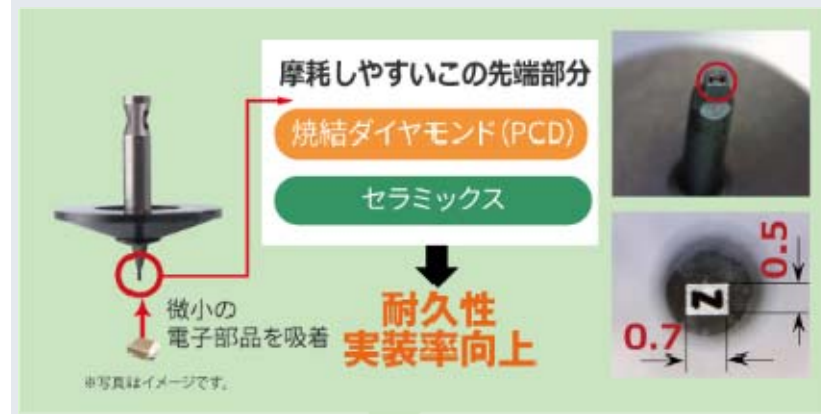 摩耗しやすいこの先端部分
焼結ダイヤモンド(PCD)
セラミックス
微小の
電子部品を吸着
耐久性
実装率向上
※写真はイメージです。
N
0.5
0.7